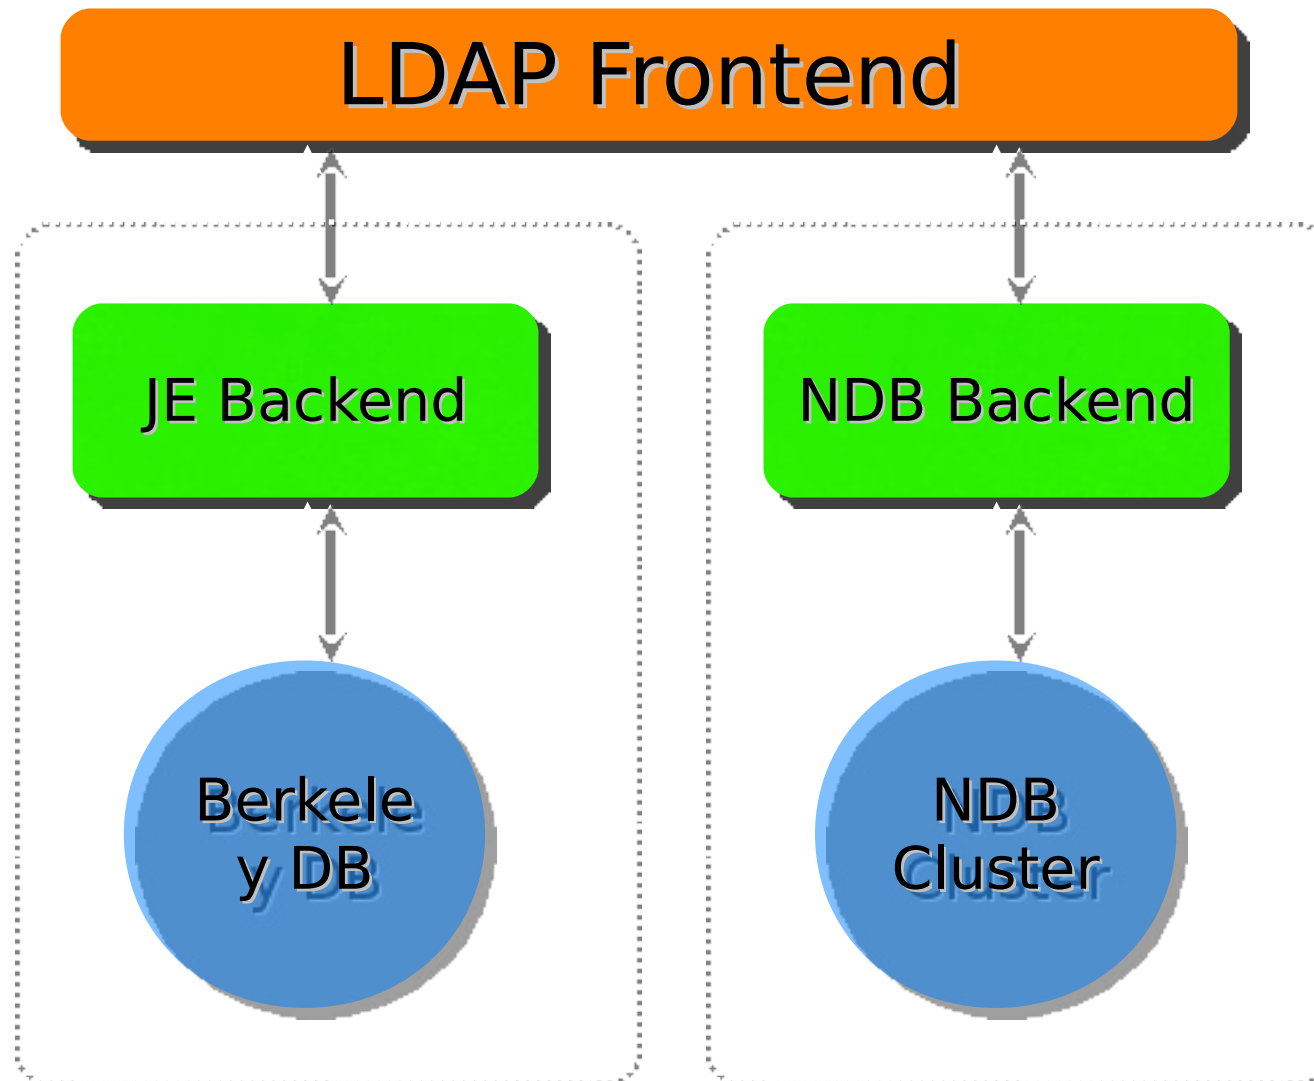 LDAP Frontend
JE Backend
NDB Backend
Berkele
y DB
NDB
Cluster